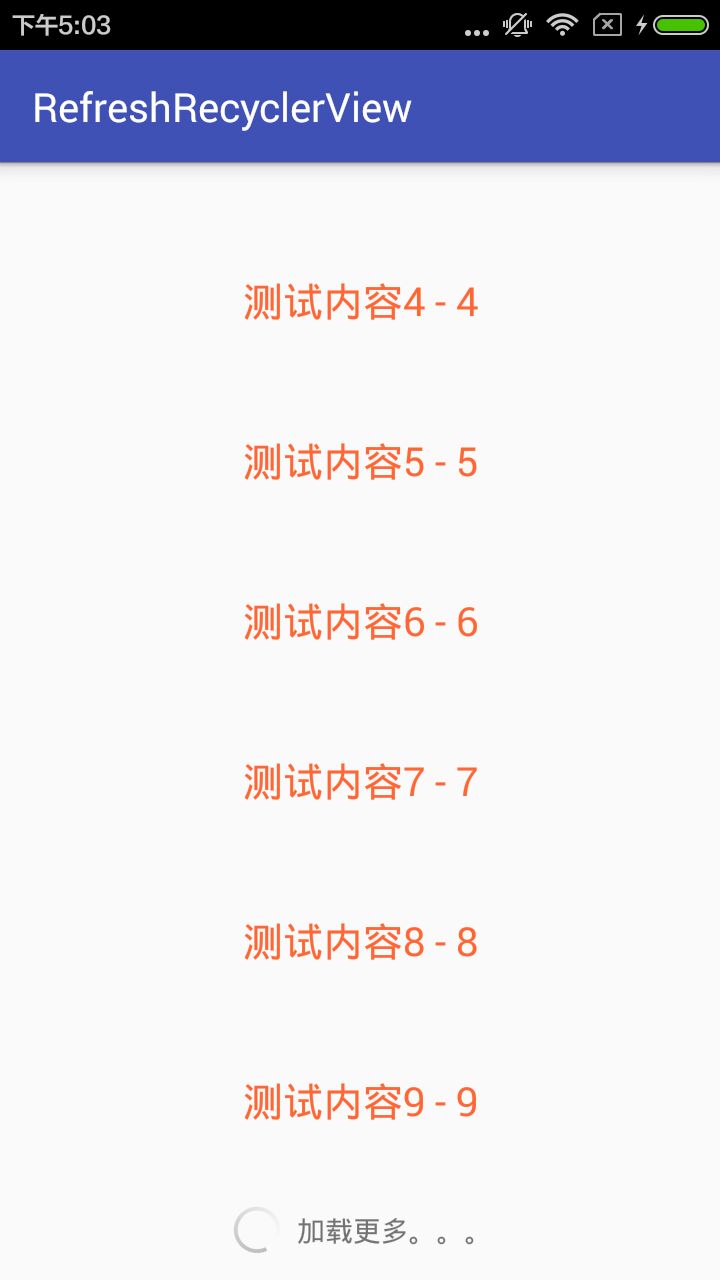 下午5:03
RefreshRecyclerView
测试内容4 - 4
测试内容5 - 5
测试内容6 - 6
测试内容7 - 7
测试内容8 - 8
测试内容9 - 9
加载更多。。。